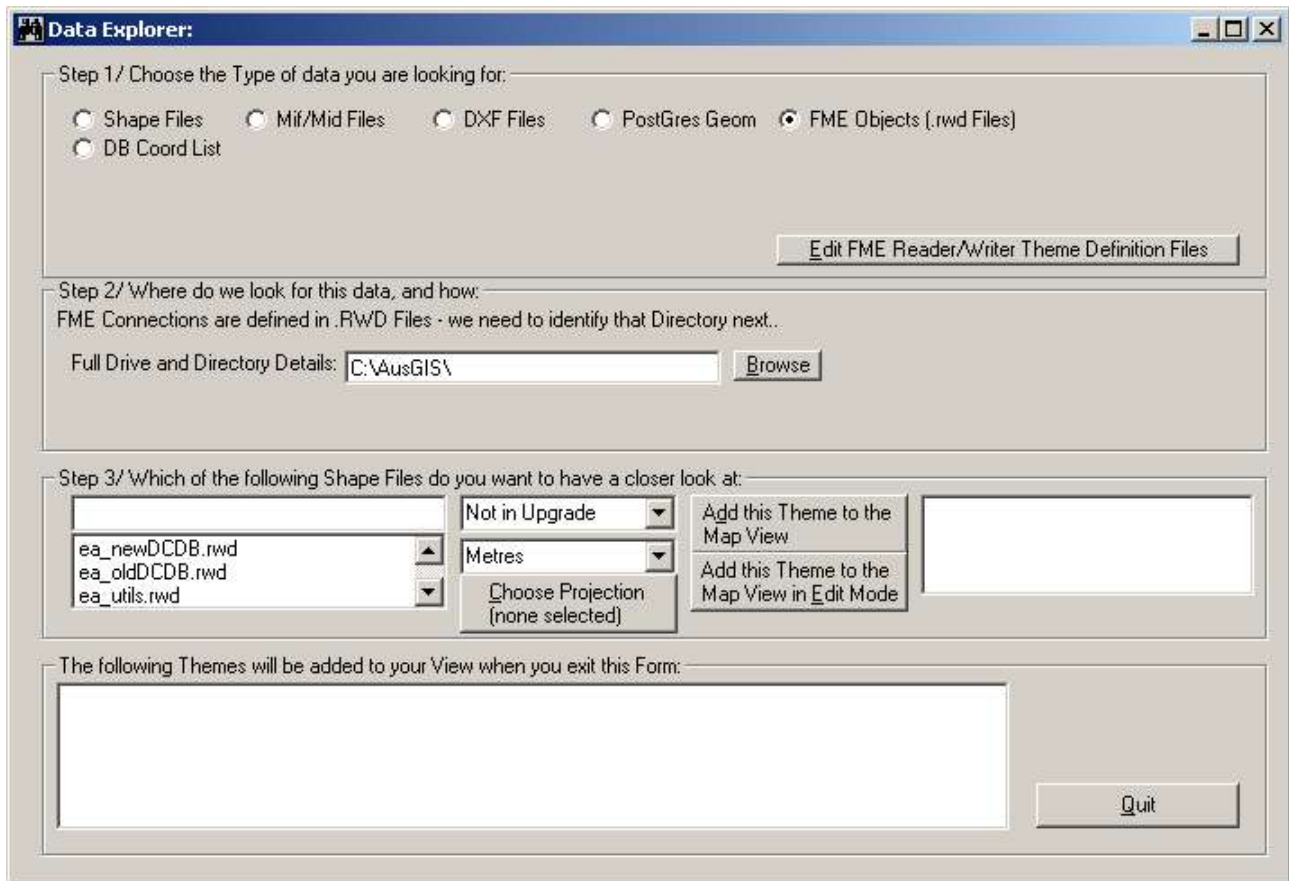 Data Explorer:
Step 1/ Choose the Type of data you are looking for:
Shape Files Mif/Mid Files DXF Files PostGres Geom FME Objects (.rwd Files)
DB Coord List
Edit FME Reader/Writer Theme Definition Files
Step 2/ Where do we look for this data, and how:
FME Connections are defined in .RWD Files - we need to identify that Directory next..
Full Drive and Directory Details: C:\AusGIS\ Browse
Step 3/ Which of the following Shape Files do you want to have a closer look at:
Not in Upgrade
Metres
ea_newDCDB.rwd
ea_oldDCDB.rwd
ea_utils.rwd
Choose Projection
(none selected)
Add this Theme to the
Map View
Add this Theme to the
Map View in Edit Mode
The following Themes will be added to your View when you exit this Form:
Quit